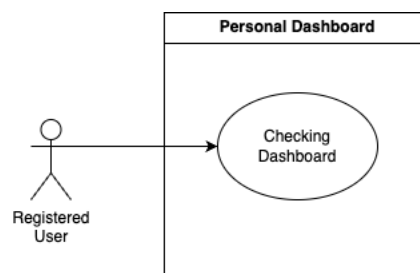 Personal Dashboard
Checking
Dashboard
Registered
User